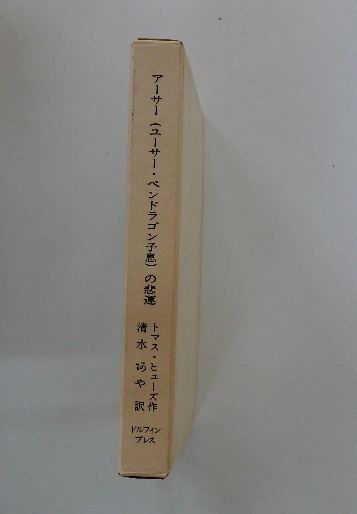 アーサー(ユーサー・ペンドラゴン子息)の悲運
トマス・ヒューズ作
清水あや訳
ドルフィン
プレス